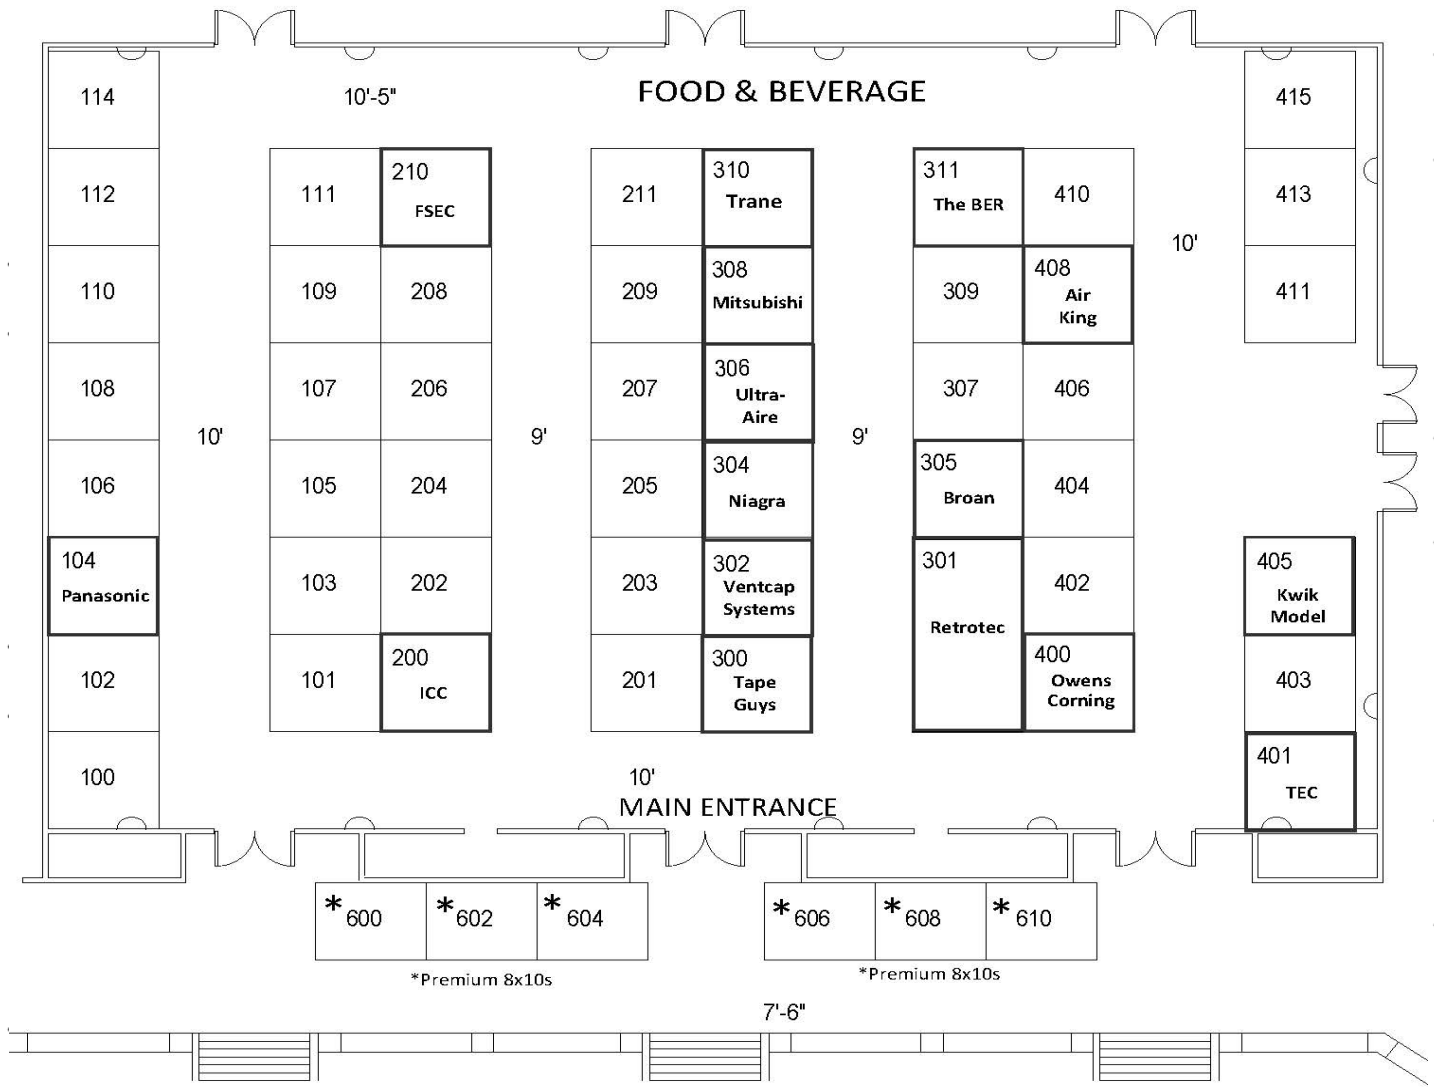 114
10'-5"
FOOD & BEVERAGE
415
112
111
210
FSEC
211
310
Trane
311
The BER
410
413
10'
110
109
208
209
308
Mitsubishi
309
408
Air
King
411
108
107
206
207
306
Ultra-
Aire
307
406
10'
9'
9'
106
105
204
205
304
Niagra
305
Broan
404
104
Panasonic
103
202
203
302
Ventcap
Systems
301
Retrotec
402
405
Kwik
Model
102
101
200
ICC
201
300
Tape
Guys
400
Owens
Corning
403
100
10'
401
TEC
MAIN ENTRANCE
*600
*602
*604
*606
*608
*610
*Premium 8x10s
*Premium 8x10s
7'-6"